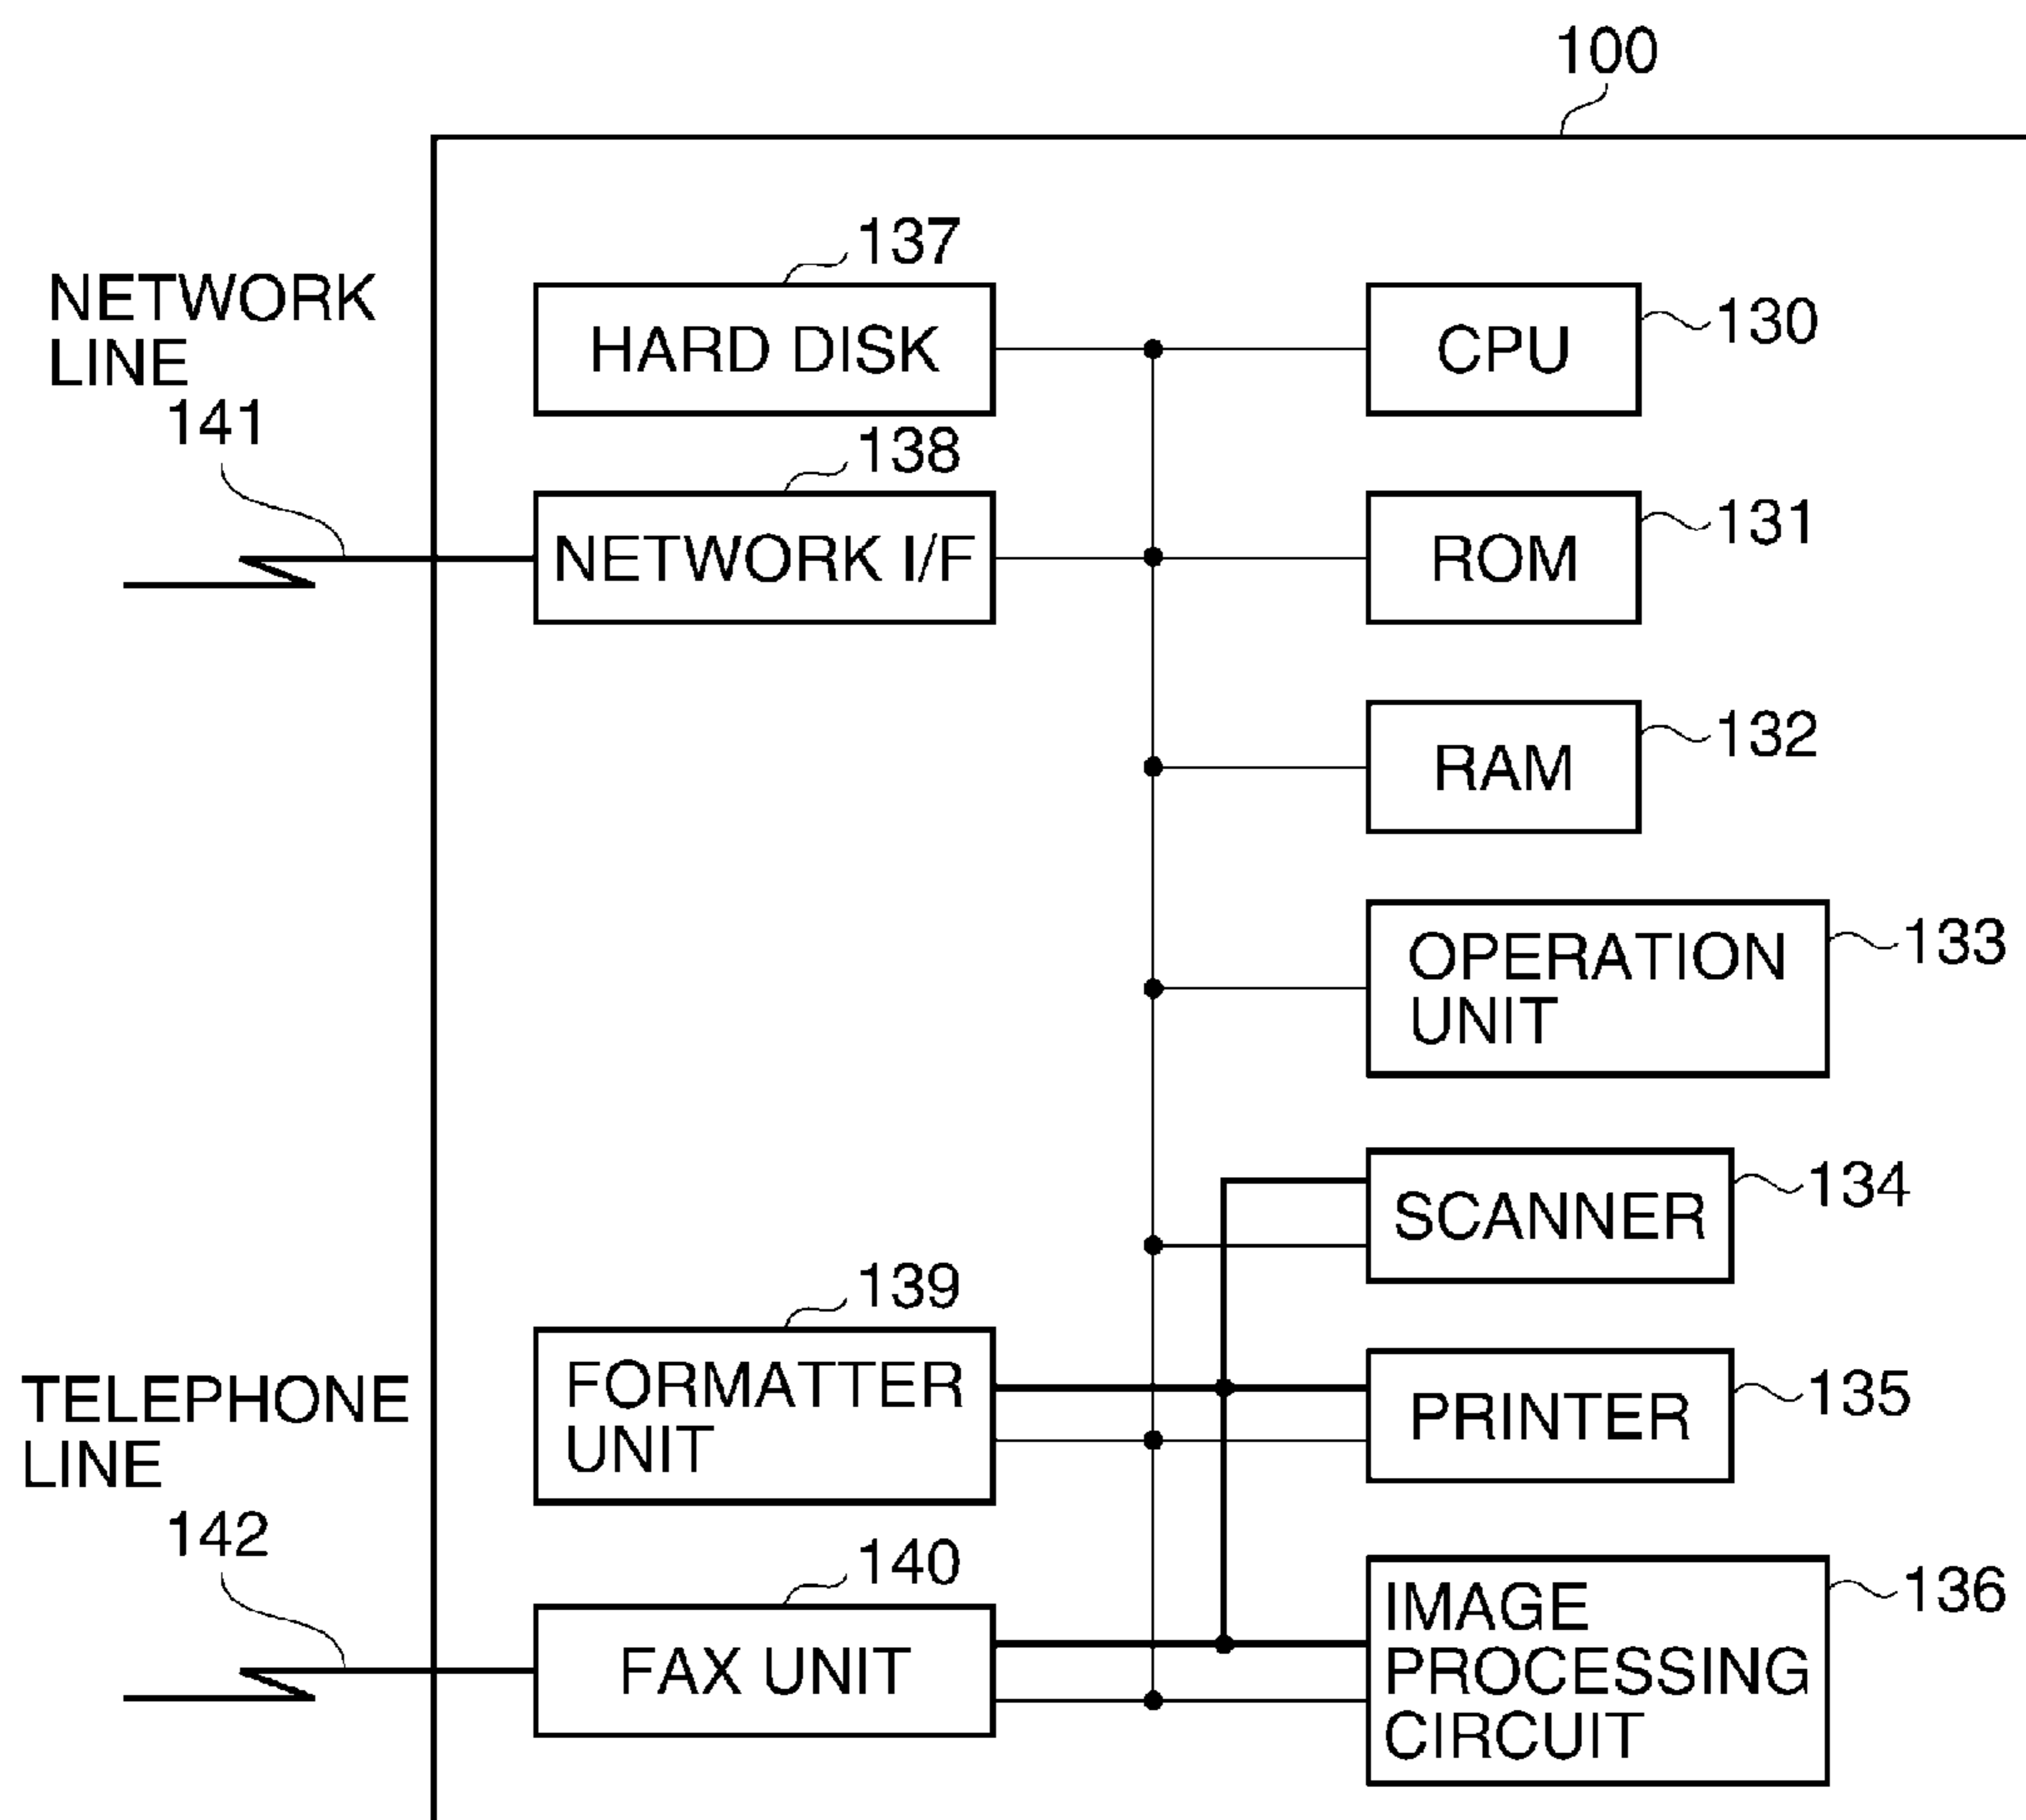 100
137
NETWORK
LINE
HARD DISK
CPU
130
141
138
NETWORK I/F
ROM
131
RAM
132
OPERATION
UNIT
133
SCANNER
134
139
TELEPHONE
LINE
FORMATTER
UNIT
PRINTER
135
142
140
FAX UNIT
IMAGE
PROCESSING
CIRCUIT
136